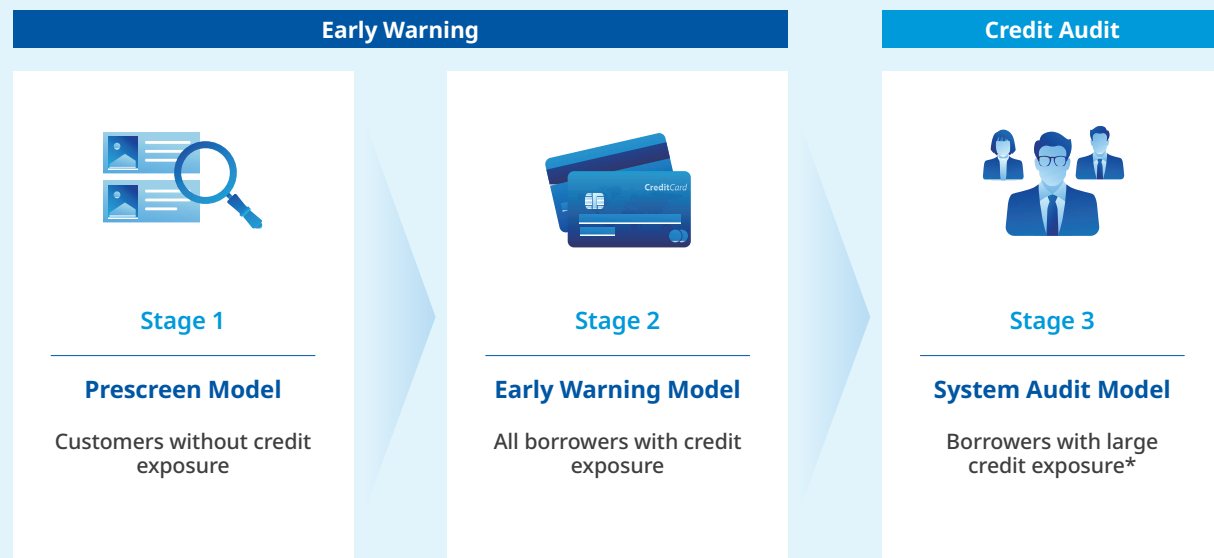 Early Warning
Credit Audit
CreditCard
Stage 1
Prescreen Model
Customers without credit
exposure
Stage 2
Early Warning Model
All borrowers with credit
exposure
Stage 3
System Audit Model
Borrowers with large
credit exposure*